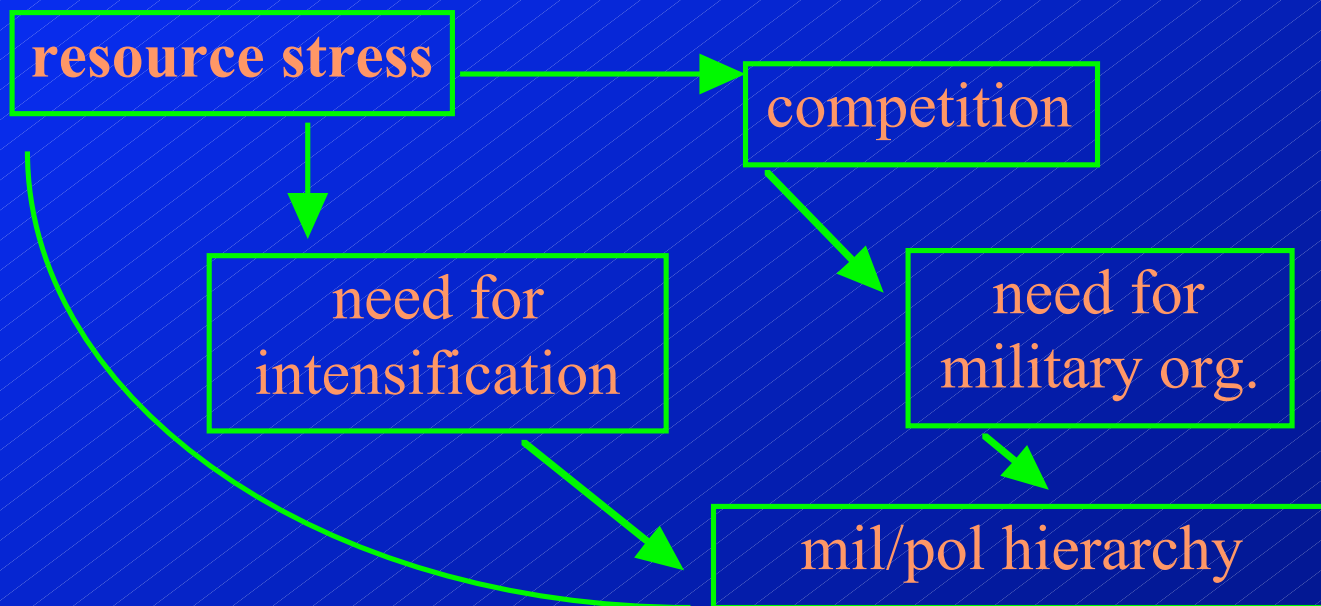 resource stress
competition
need for
intensification
need for
military org.
mil/pol hierarchy